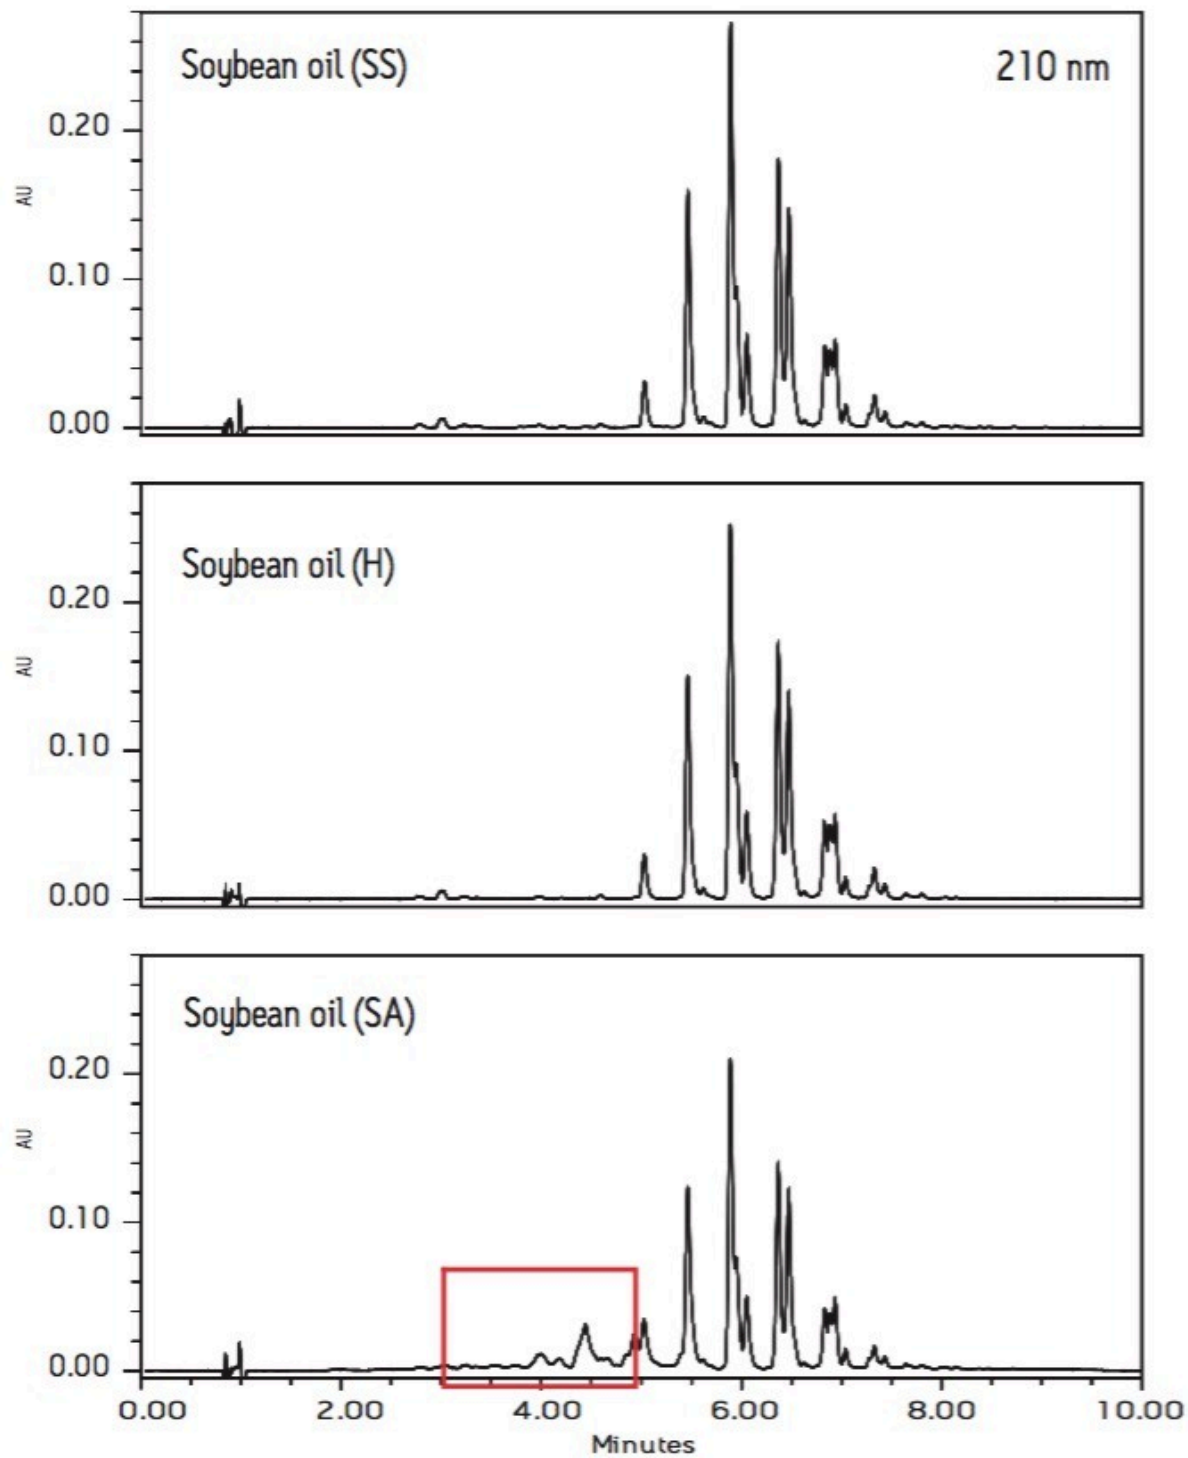 Soybean oil (SS)
210 nm
0.20
AU
0.10
0.00
Soybean oil (H)
0.20
AU
0.10
0.00
Soybean oil (SA)
0.20
AU
0.10
0.00
0.00 2.00 4.00 6.00 8.00 10.00
Minutes